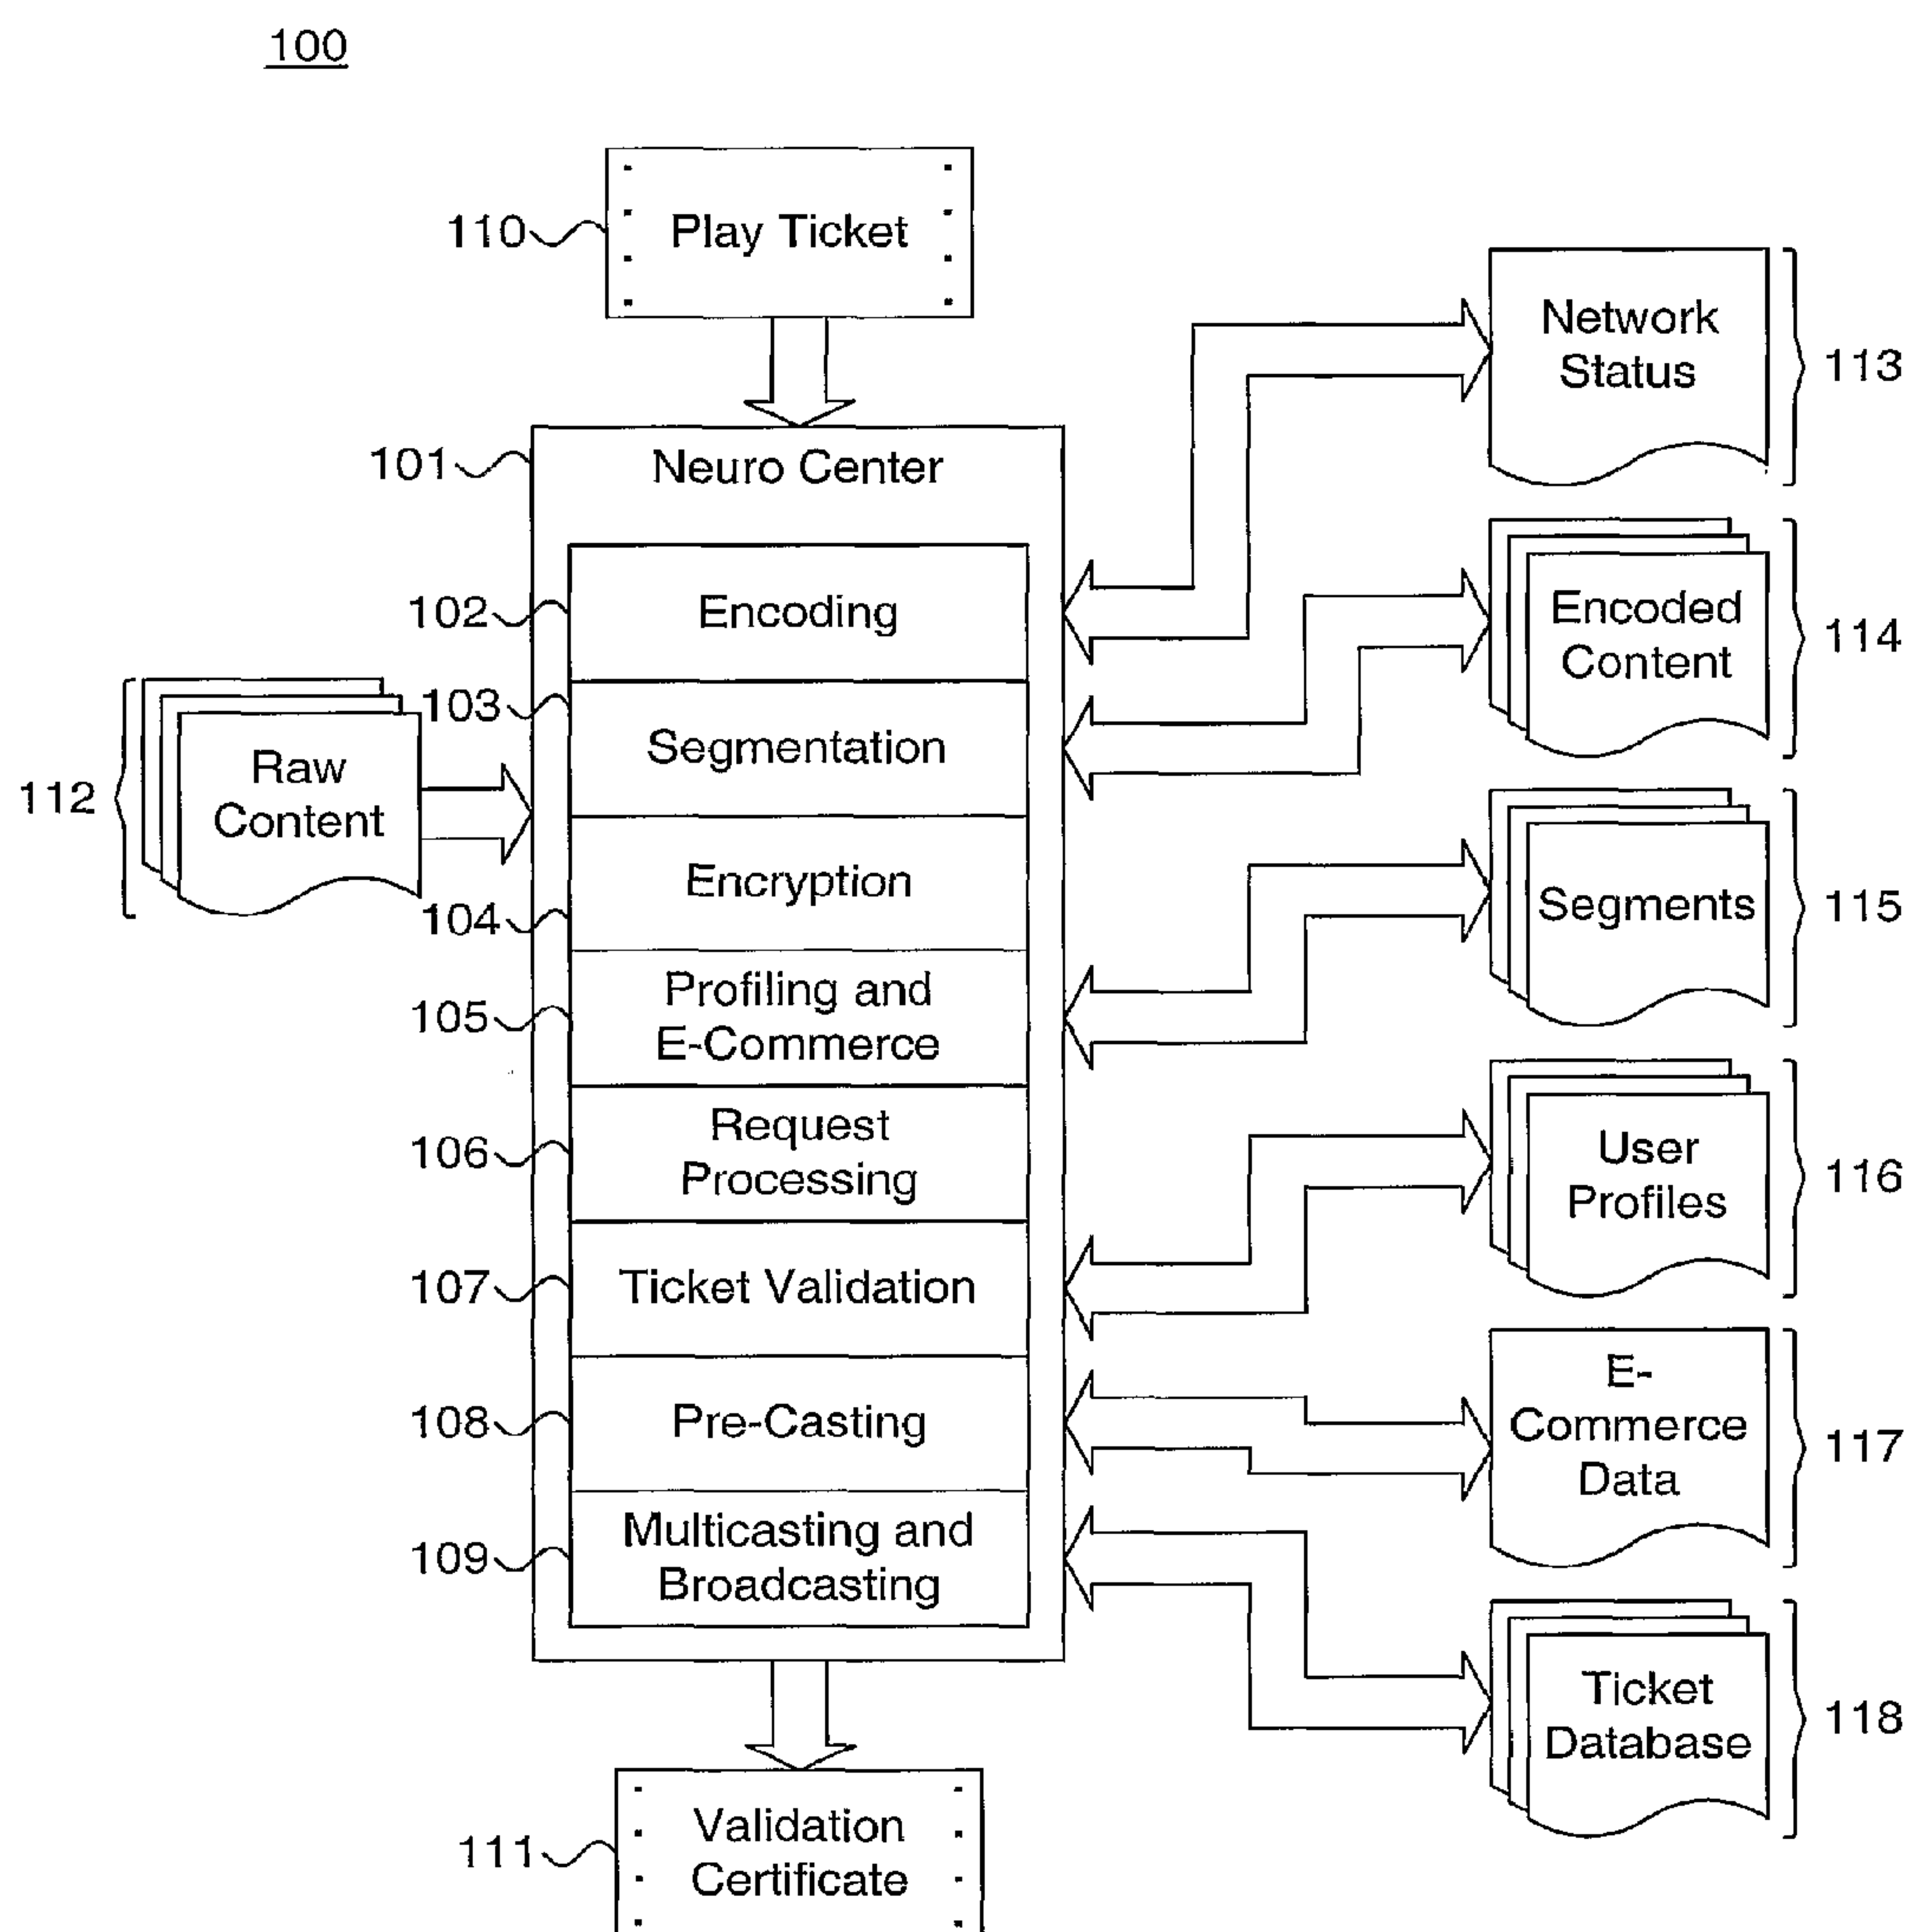 100
110
Play Ticket
101
Neuro Center
102
Encoding
103
Segmentation
104
Encryption
105
Profiling and
E-Commerce
106
Request
Processing
107
Ticket Validation
108
Pre-Casting
109
Multicasting and
Broadcasting
112
Raw
Content
111
Validation
Certificate
Network
Status
113
Encoded
Content
114
Segments
115
User
Profiles
116
E-
Commerce
Data
117
Ticket
Database
118